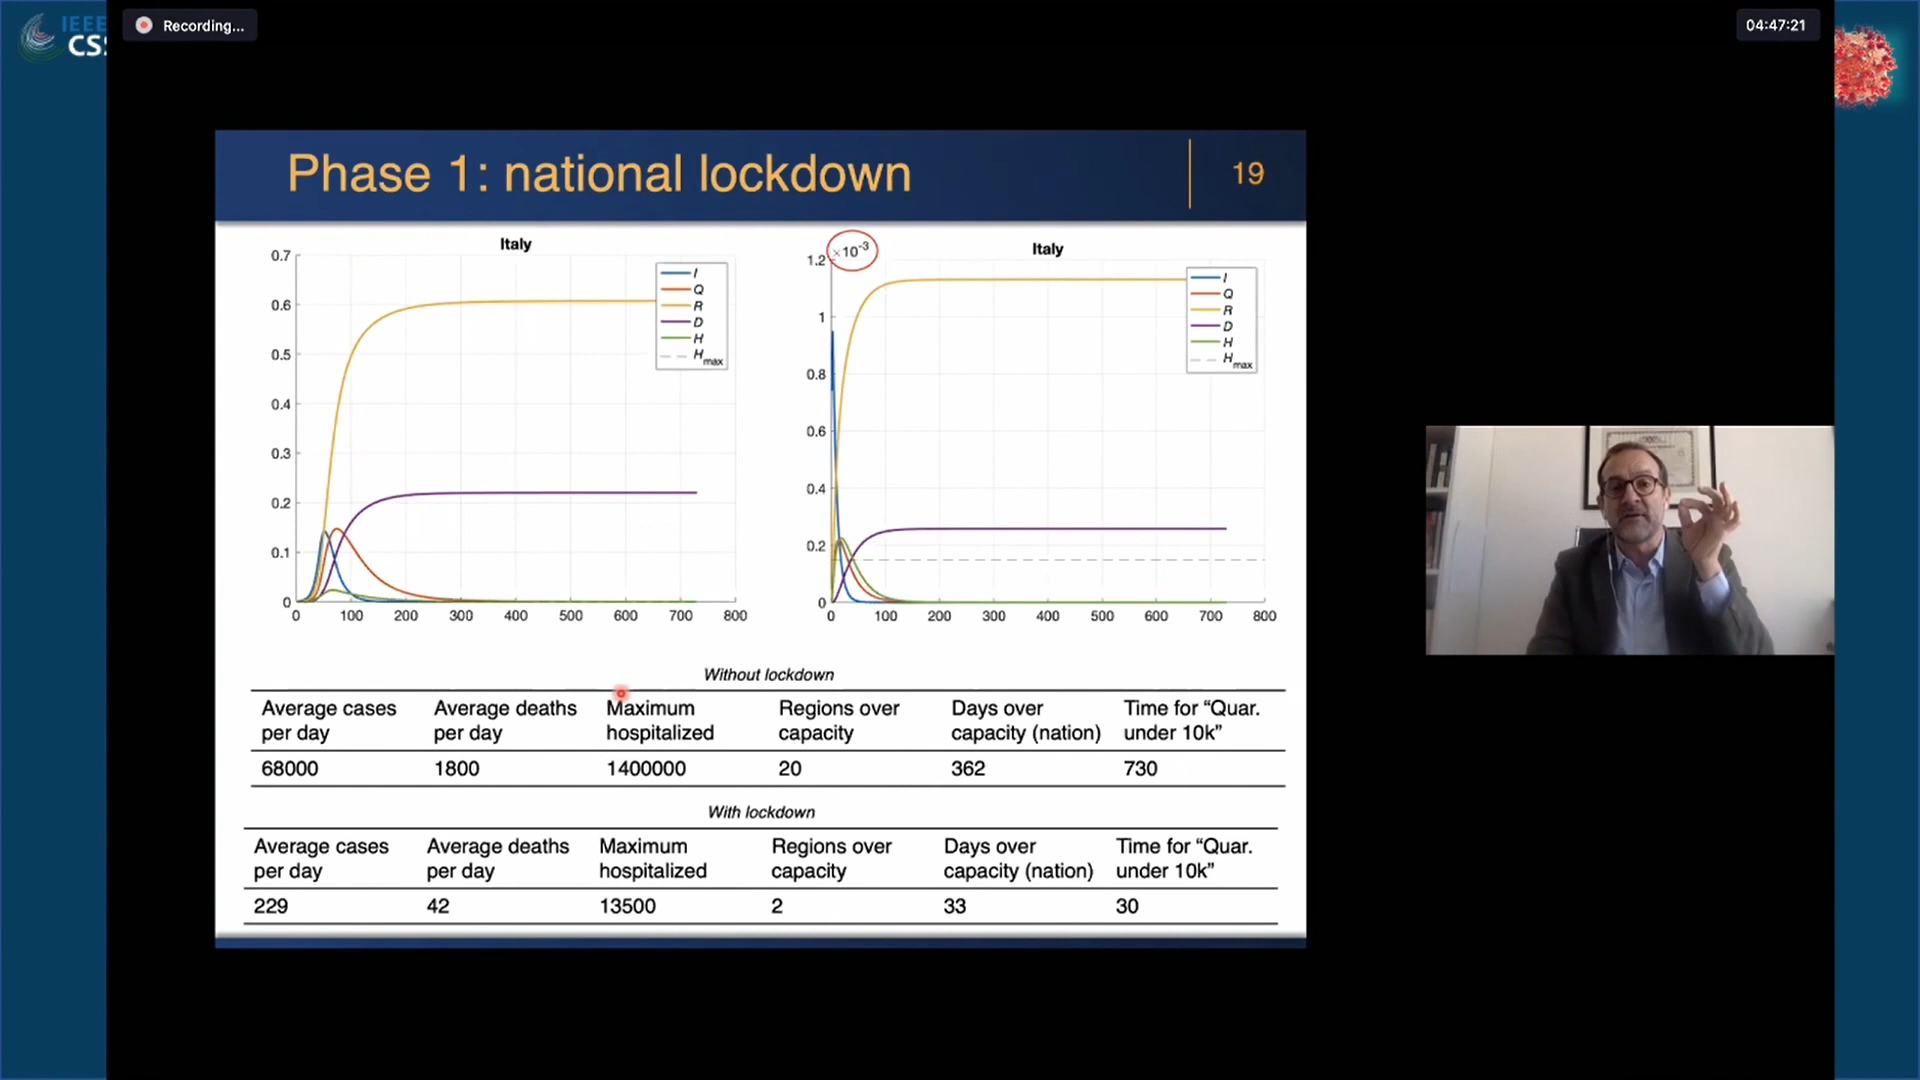 IEEE
CSS
Recording...
04:47:21
Phase 1: national lockdown
19
Italy
0.7
0.6
0.5
0.4
0.3
0.2
0.1
0
0 100 200 300 400 500 600 700 800
I
Q
R
D
H
Hmax
Italy
×10-3
1.2
1
0.8
0.6
0.4
0.2
0
0 100 200 300 400 500 600 700 800
I
Q
R
D
H
Hmax
Without lockdown
Average cases per day
Average deaths per day
Maximum hospitalized
Regions over capacity
Days over capacity (nation)
Time for “Quar. under 10k”
68000 1800 1400000 20 362 730
With lockdown
Average cases per day
Average deaths per day
Maximum hospitalized
Regions over capacity
Days over capacity (nation)
Time for “Quar. under 10k”
229 42 13500 2 33 30